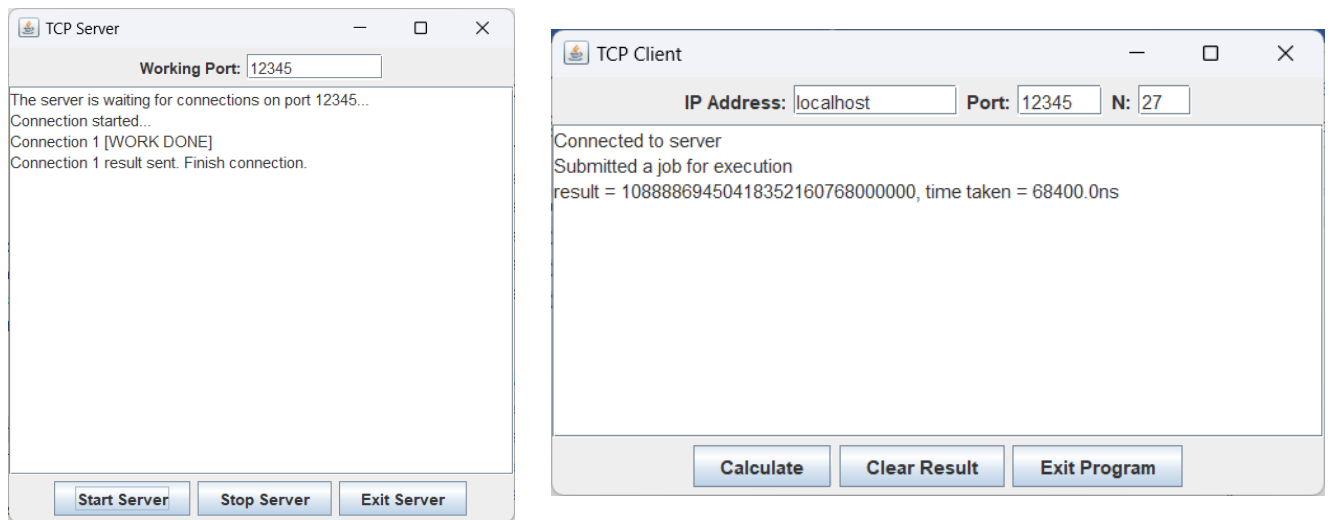 TCP Server
Working Port: 12345
The server is waiting for connections on port 12345...
Connection started...
Connection 1 [WORK DONE]
Connection 1 result sent. Finish connection.
Start Server Stop Server Exit Server
TCP Client
IP Address: localhost Port: 12345 N: 27
Connected to server
Submitted a job for execution
result = 10888869450418352160768000000, time taken = 68400.0ns
Calculate Clear Result Exit Program